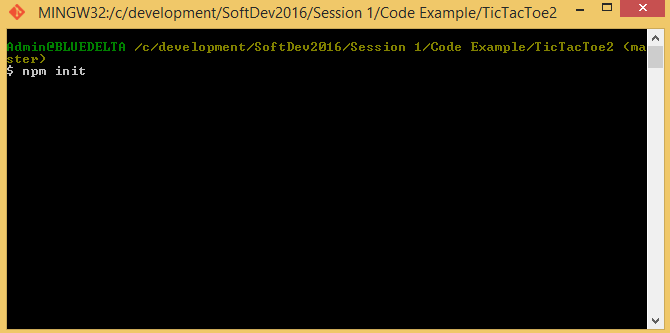 MINGW32:/c/development/SoftDev2016/Session 1/Code Example/TicTacToe2
Admin@BLUEDELTA /c/development/SoftDev2016/Session 1/Code Example/TicTacToe2 (ma
ster)
$ npm init